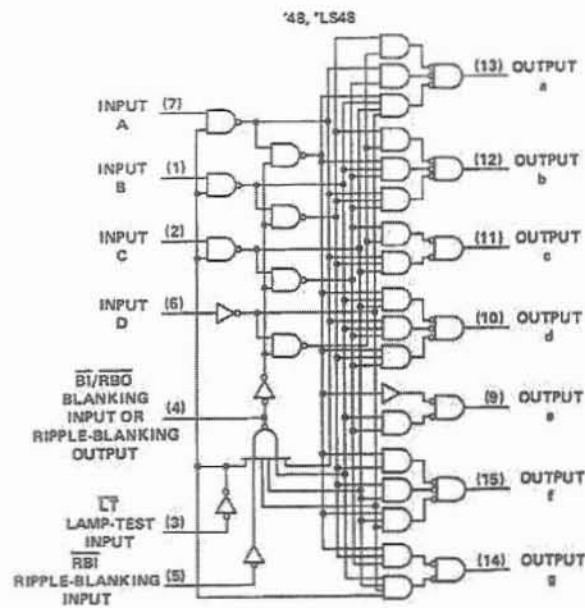 '48, 'LS48
(13) OUTPUT
a
INPUT (7)
A
(12) OUTPUT
b
INPUT (1)
B
INPUT (2)
C
(11) OUTPUT
c
INPUT (6)
D
(10) OUTPUT
d
BI/RBO
BLANKING
INPUT OR (4)
RIPPLE-BLANKING
OUTPUT
(9) OUTPUT
e
LT
LAMP-TEST
INPUT (3)
(15) OUTPUT
f
RBI
RIPPLE-BLANKING (5)
INPUT
(14) OUTPUT
g